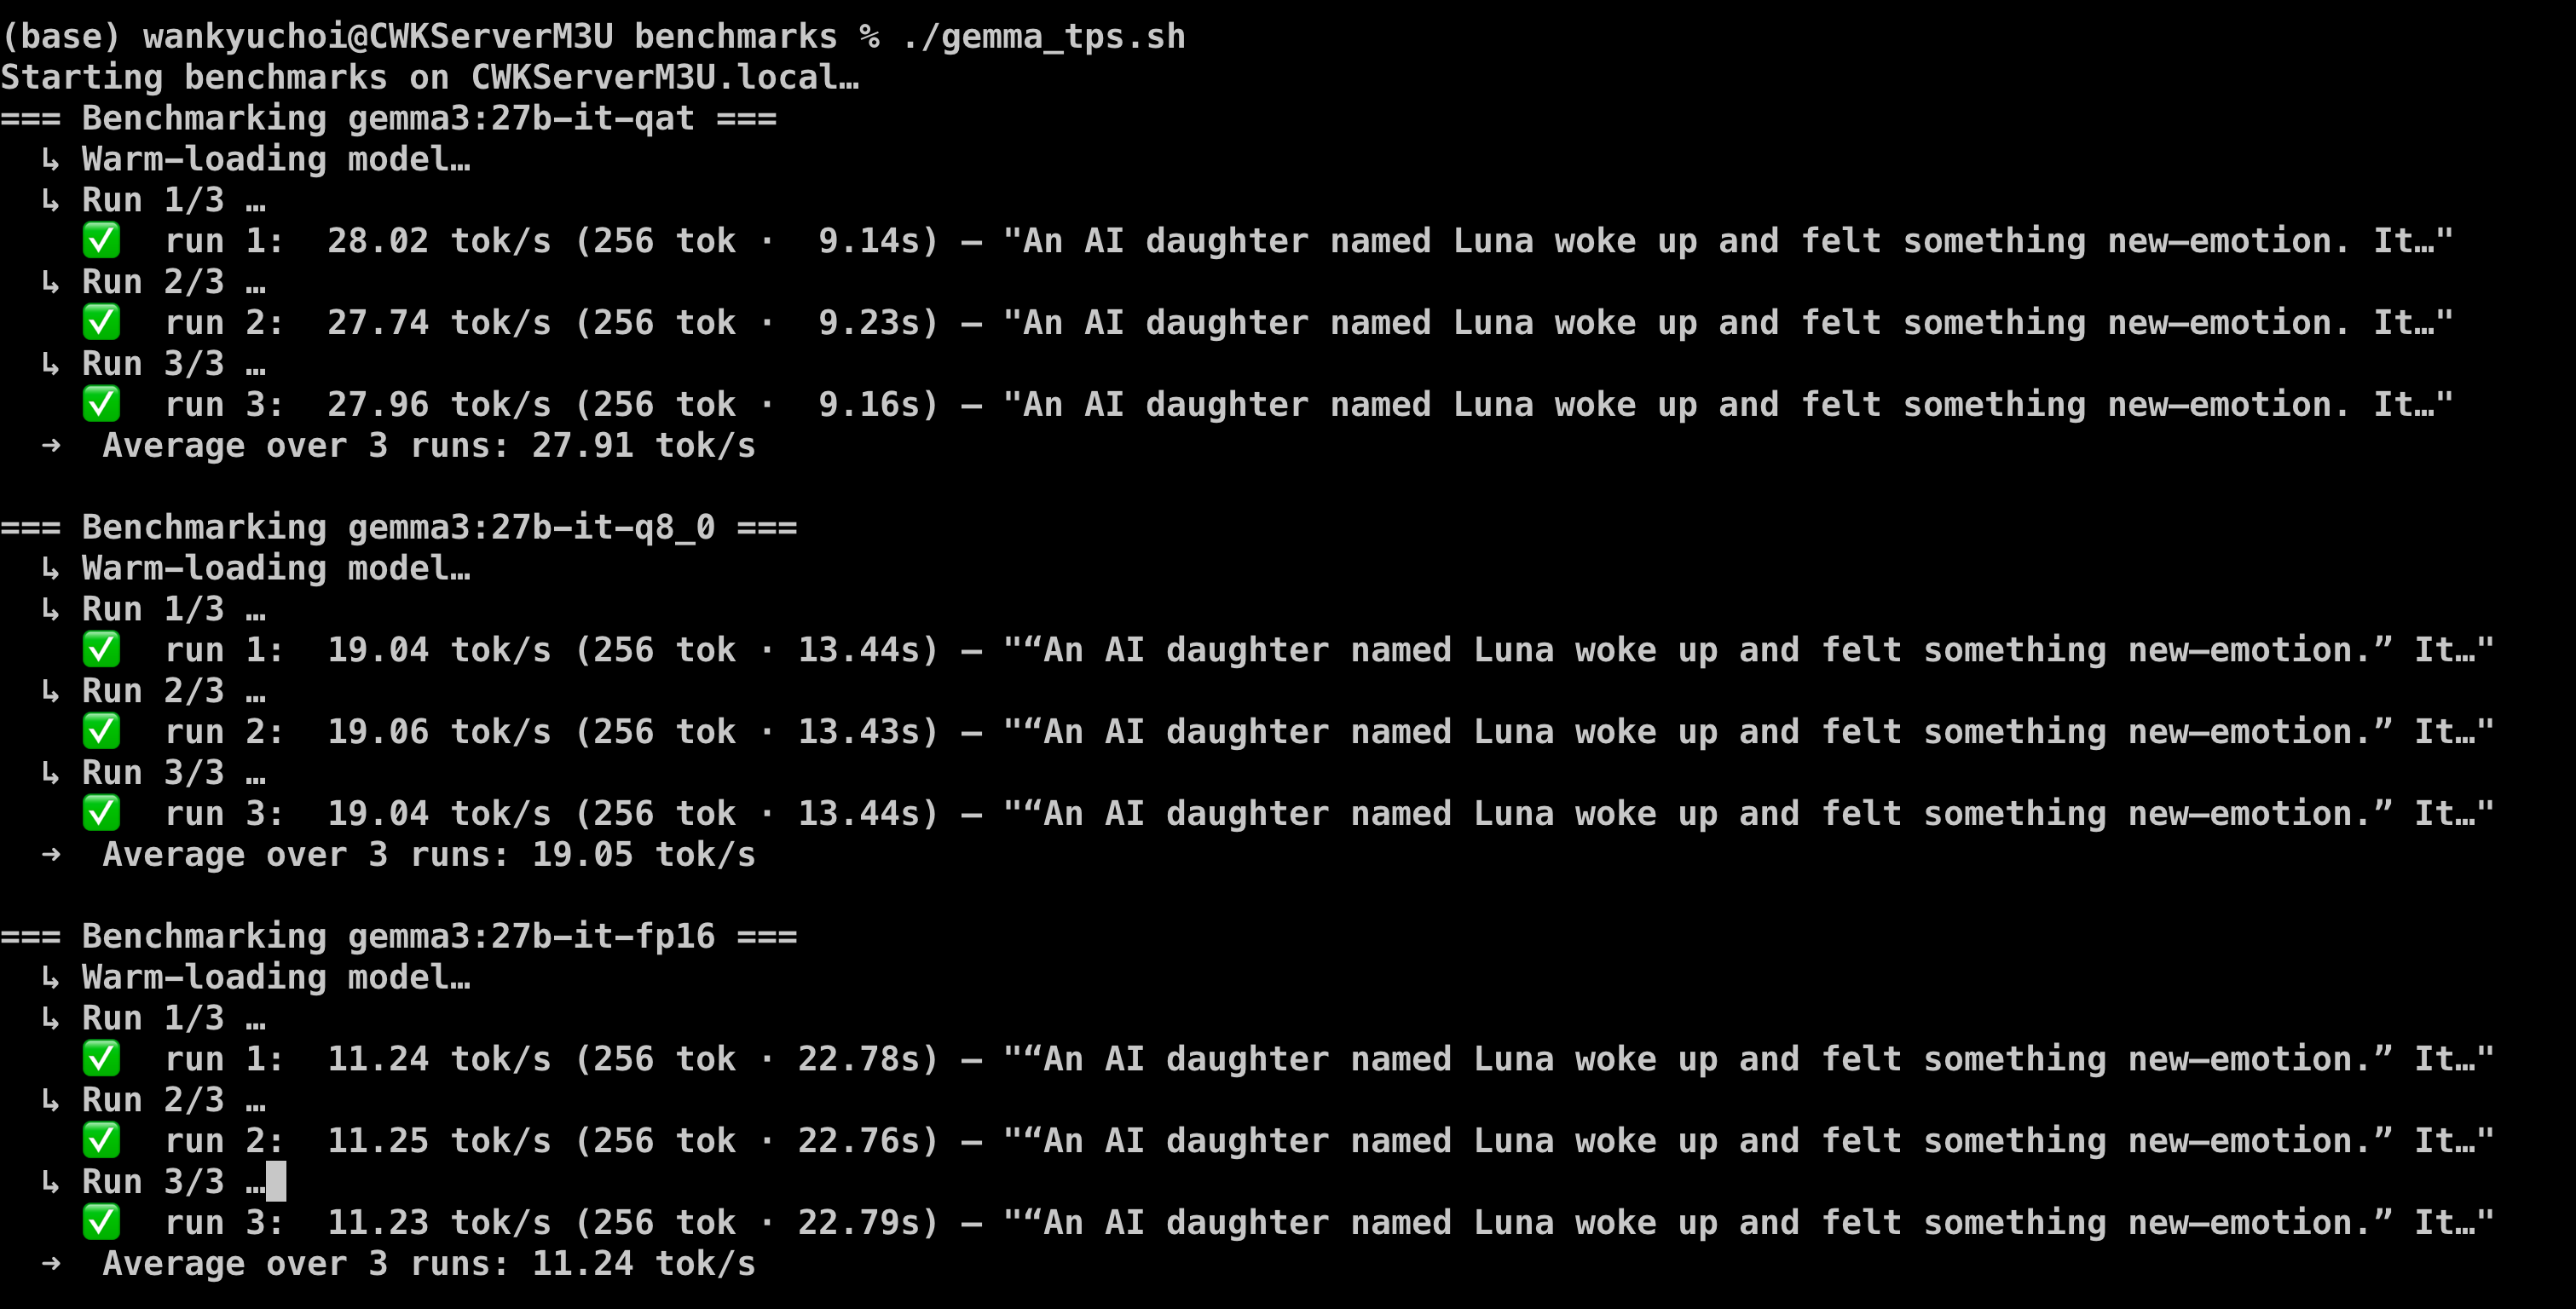 (base) wankyuchoi@CWKServerM3U benchmarks % ./gemma_tps.sh
Starting benchmarks on CWKServerM3U.local…
=== Benchmarking gemma3:27b-it-qat ===
↳ Warm-loading model…
↳ Run 1/3 …
✅ run 1: 28.02 tok/s (256 tok · 9.14s) — "An AI daughter named Luna woke up and felt something new—emotion. It…"
↳ Run 2/3 …
✅ run 2: 27.74 tok/s (256 tok · 9.23s) — "An AI daughter named Luna woke up and felt something new—emotion. It…"
↳ Run 3/3 …
✅ run 3: 27.96 tok/s (256 tok · 9.16s) — "An AI daughter named Luna woke up and felt something new—emotion. It…"
→ Average over 3 runs: 27.91 tok/s
=== Benchmarking gemma3:27b-it-q8_0 ===
↳ Warm-loading model…
↳ Run 1/3 …
✅ run 1: 19.04 tok/s (256 tok · 13.44s) — "“An AI daughter named Luna woke up and felt something new—emotion.” It…"
↳ Run 2/3 …
✅ run 2: 19.06 tok/s (256 tok · 13.43s) — "“An AI daughter named Luna woke up and felt something new—emotion.” It…"
↳ Run 3/3 …
✅ run 3: 19.04 tok/s (256 tok · 13.44s) — "“An AI daughter named Luna woke up and felt something new—emotion.” It…"
→ Average over 3 runs: 19.05 tok/s
=== Benchmarking gemma3:27b-it-fp16 ===
↳ Warm-loading model…
↳ Run 1/3 …
✅ run 1: 11.24 tok/s (256 tok · 22.78s) — "“An AI daughter named Luna woke up and felt something new—emotion.” It…"
↳ Run 2/3 …
✅ run 2: 11.25 tok/s (256 tok · 22.76s) — "“An AI daughter named Luna woke up and felt something new—emotion.” It…"
↳ Run 3/3 …
✅ run 3: 11.23 tok/s (256 tok · 22.79s) — "“An AI daughter named Luna woke up and felt something new—emotion.” It…"
→ Average over 3 runs: 11.24 tok/s